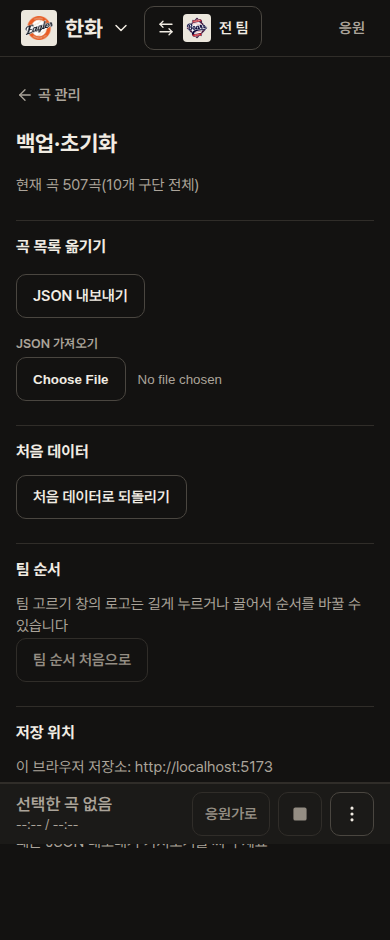 Eagles 한화
Bears 전 팀
응원
← 곡 관리
백업·초기화
현재 곡 507곡(10개 구단 전체)
곡 목록 옮기기
JSON 내보내기
JSON 가져오기
Choose File No file chosen
처음 데이터
처음 데이터로 되돌리기
팀 순서
팀 고르기 창의 로고는 길게 누르거나 끌어서 순서를 바꿀 수
있습니다
팀 순서 처음으로
저장 위치
이 브라우저 저장소: http://localhost:5173
선택한 곡 없음
--:-- / --:--
응원가로